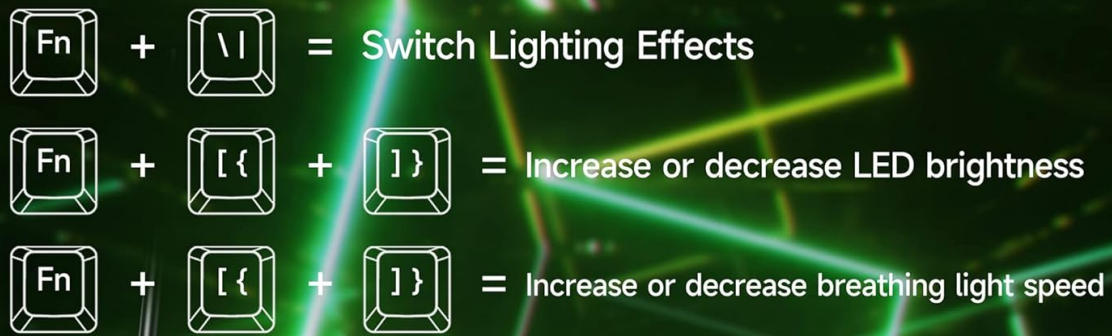 Fn + \ | = Switch Lighting Effects
Fn + [ { + ] } = Increase or decrease LED brightness
Fn + [ { + ] } = Increase or decrease breathing light speed